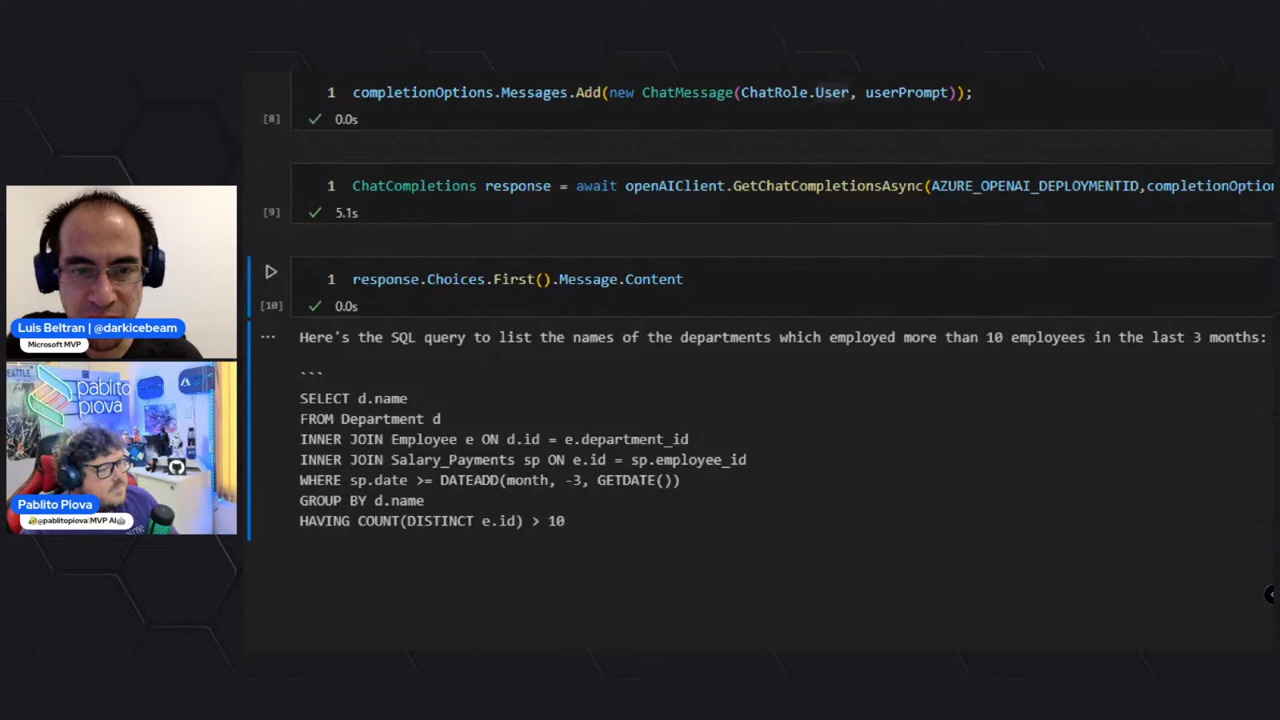 1 completionOptions.Messages.Add(new ChatMessage(ChatRole.User, userPrompt));
[8] ✓ 0.0s
1 ChatCompletions response = await openAIClient.GetChatCompletionsAsync(AZURE_OPENAI_DEPLOYMENTID,completionOption
[9] ✓ 5.1s
1 response.Choices.First().Message.Content
[10] ✓ 0.0s
... Here's the SQL query to list the names of the departments which employed more than 10 employees in the last 3 months:
```
SELECT d.name
FROM Department d
INNER JOIN Employee e ON d.id = e.department_id
INNER JOIN Salary_Payments sp ON e.id = sp.employee_id
WHERE sp.date >= DATEADD(month, -3, GETDATE())
GROUP BY d.name
HAVING COUNT(DISTINCT e.id) > 10
Luis Beltran | @darkicebeam
Microsoft MVP
pablito
piova
Pablito Piova
@pablitopiova MVP AI